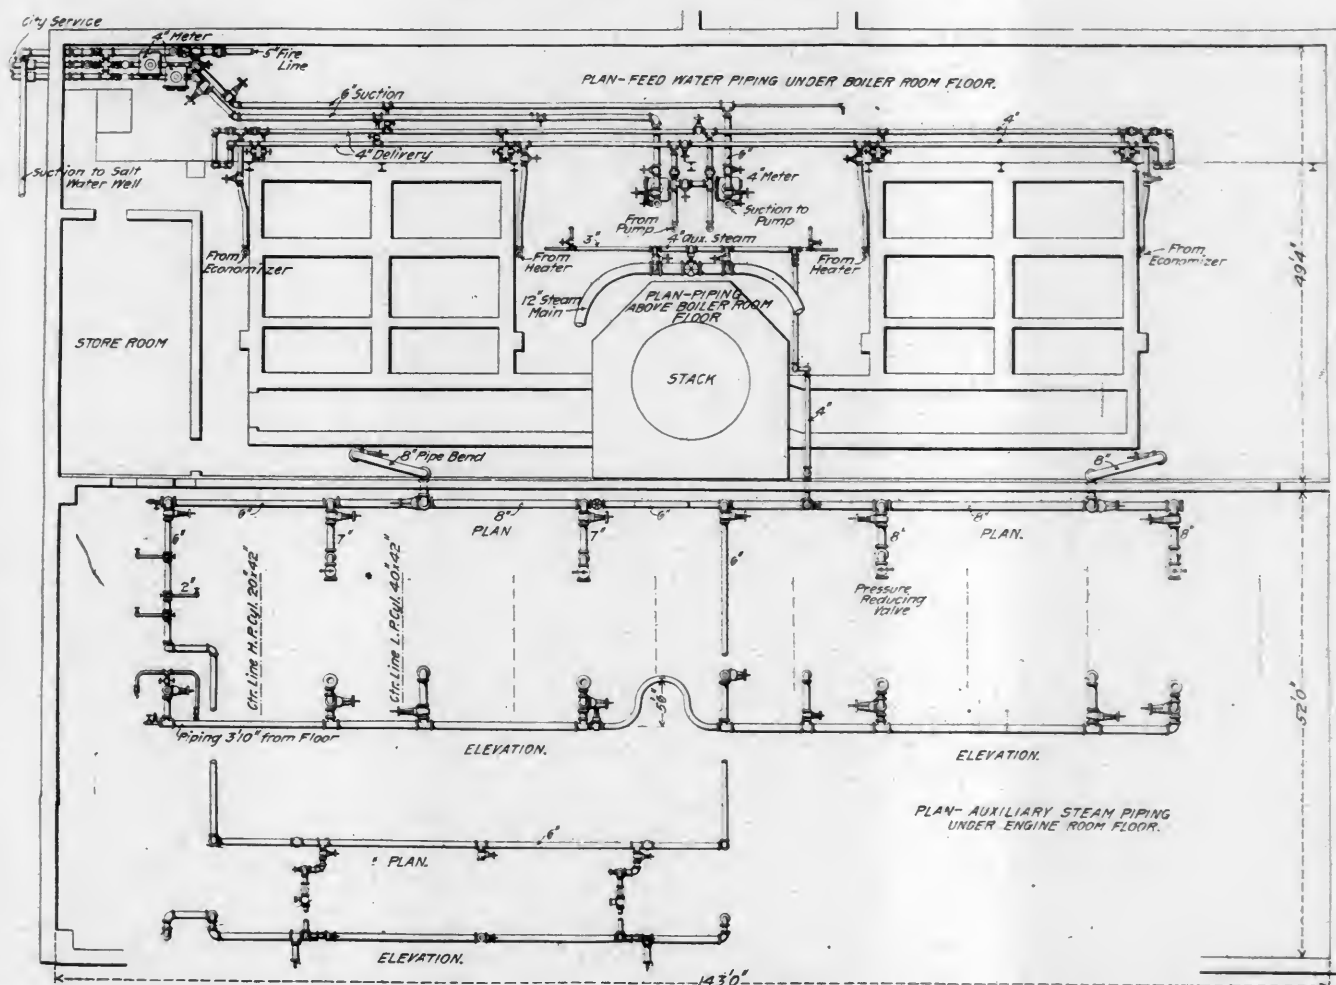 City Service
4" Meter
5" Fire
Line
PLAN-FEED WATER PIPING UNDER BOILER ROOM FLOOR.
6" Suction
4"
4" Delivery
6"
4" Meter
Suction to Salt
Water Well
From
Pump
Suction to
Pump
3"
4" Aux. Steam
From
Economizer
From
Heater
From
Heater
From
Economizer
12" Steam
Main
PLAN-PIPING
ABOVE BOILER ROOM
FLOOR
STORE ROOM
STACK
49'4"
4"
8" Pipe Bend
8"
6"
8"
6"
8"
PLAN
PLAN.
6"
7"
7"
6"
8"
8"
2"
Ctr. Line H.P. Cyl. 20"x42"
Ctr. Line L.P. Cyl. 40"x42"
Pressure
Reducing
Valve
5'6"
Piping 3'10" from Floor
ELEVATION.
ELEVATION.
52'0"
PLAN- AUXILIARY STEAM PIPING
UNDER ENGINE ROOM FLOOR.
6"
PLAN.
ELEVATION.
143'0"